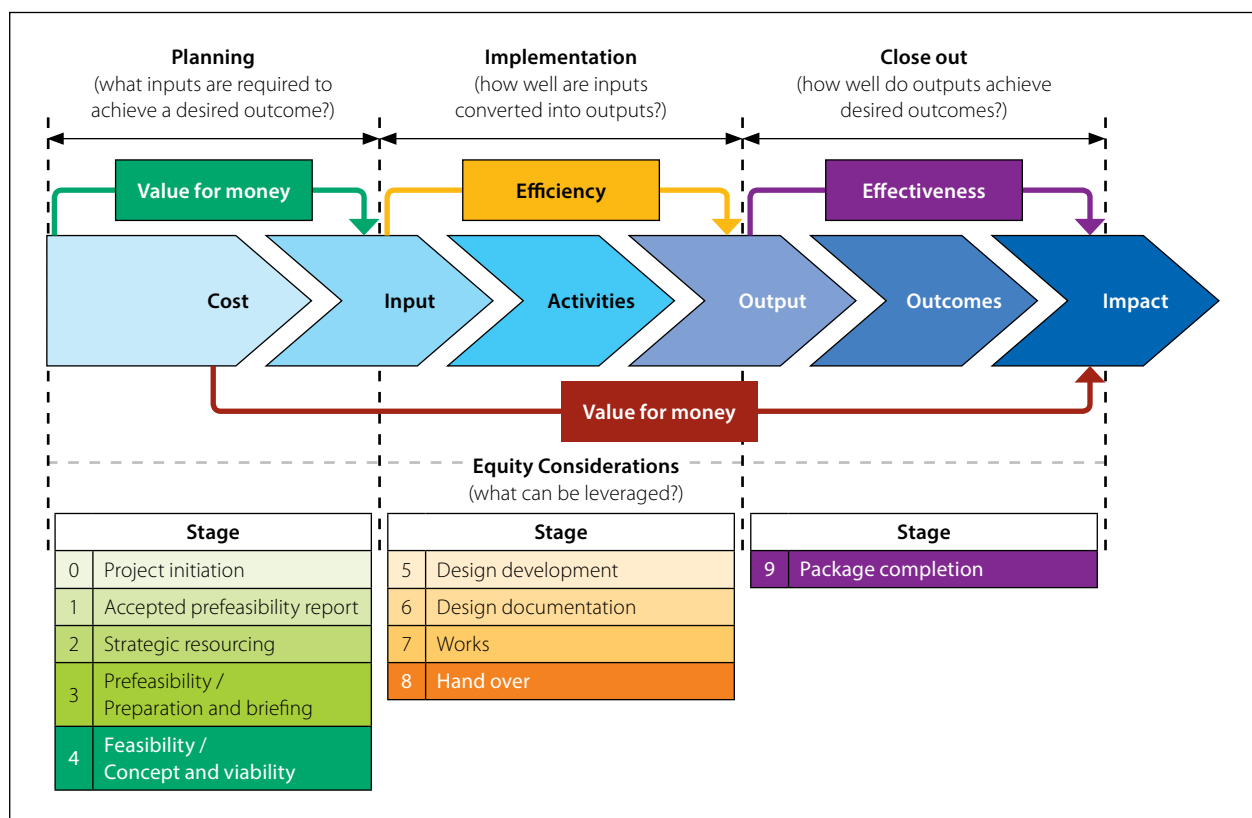 Planning
(what inputs are required to
achieve a desired outcome?)
Implementation
(how well are inputs
converted into outputs?)
Close out
(how well do outputs achieve
desired outcomes?)
Value for money
Efficiency
Effectiveness
Cost
Input
Activities
Output
Outcomes
Impact
Value for money
Equity Considerations
(what can be leveraged?)
Stage
0 Project initiation
1 Accepted prefeasibility report
2 Strategic resourcing
3 Prefeasibility /
Preparation and briefing
4 Feasibility /
Concept and viability
Stage
5 Design development
6 Design documentation
7 Works
8 Hand over
Stage
9 Package completion